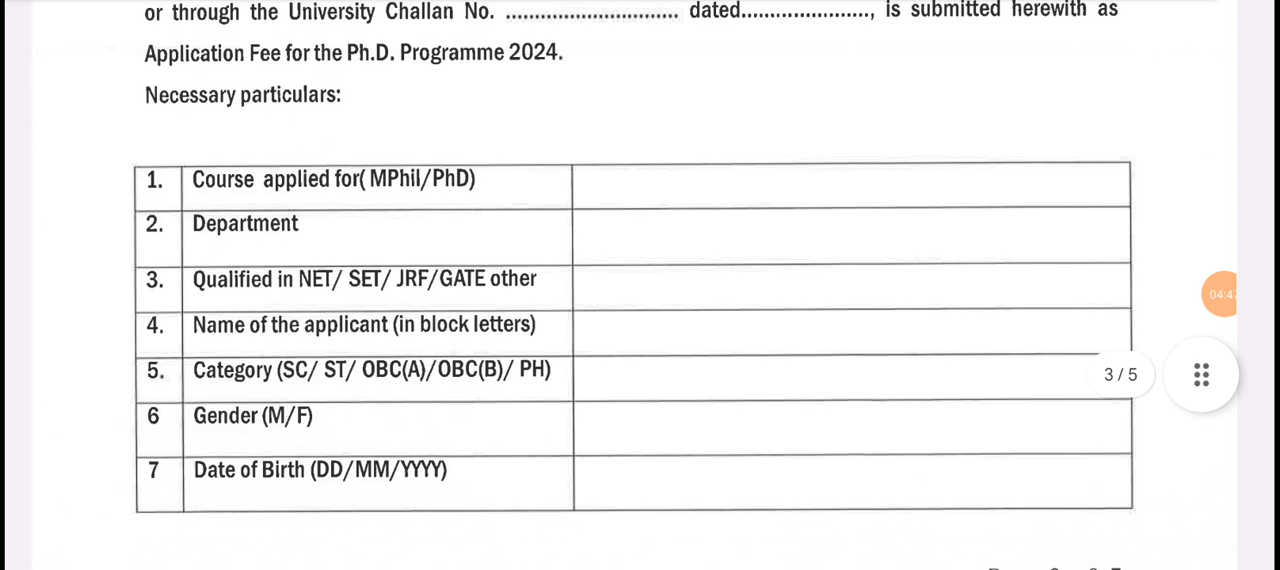 or through the University Challan No. .............................. dated......................., is submitted herewith as
Application Fee for the Ph.D. Programme 2024.
Necessary particulars:
1. Course applied for( MPhil/PhD)
2. Department
3. Qualified in NET/ SET/ JRF/GATE other
4. Name of the applicant (in block letters)
5. Category (SC/ ST/ OBC(A)/OBC(B)/ PH)
6 Gender (M/F)
7 Date of Birth (DD/MM/YYYY)
3 / 5